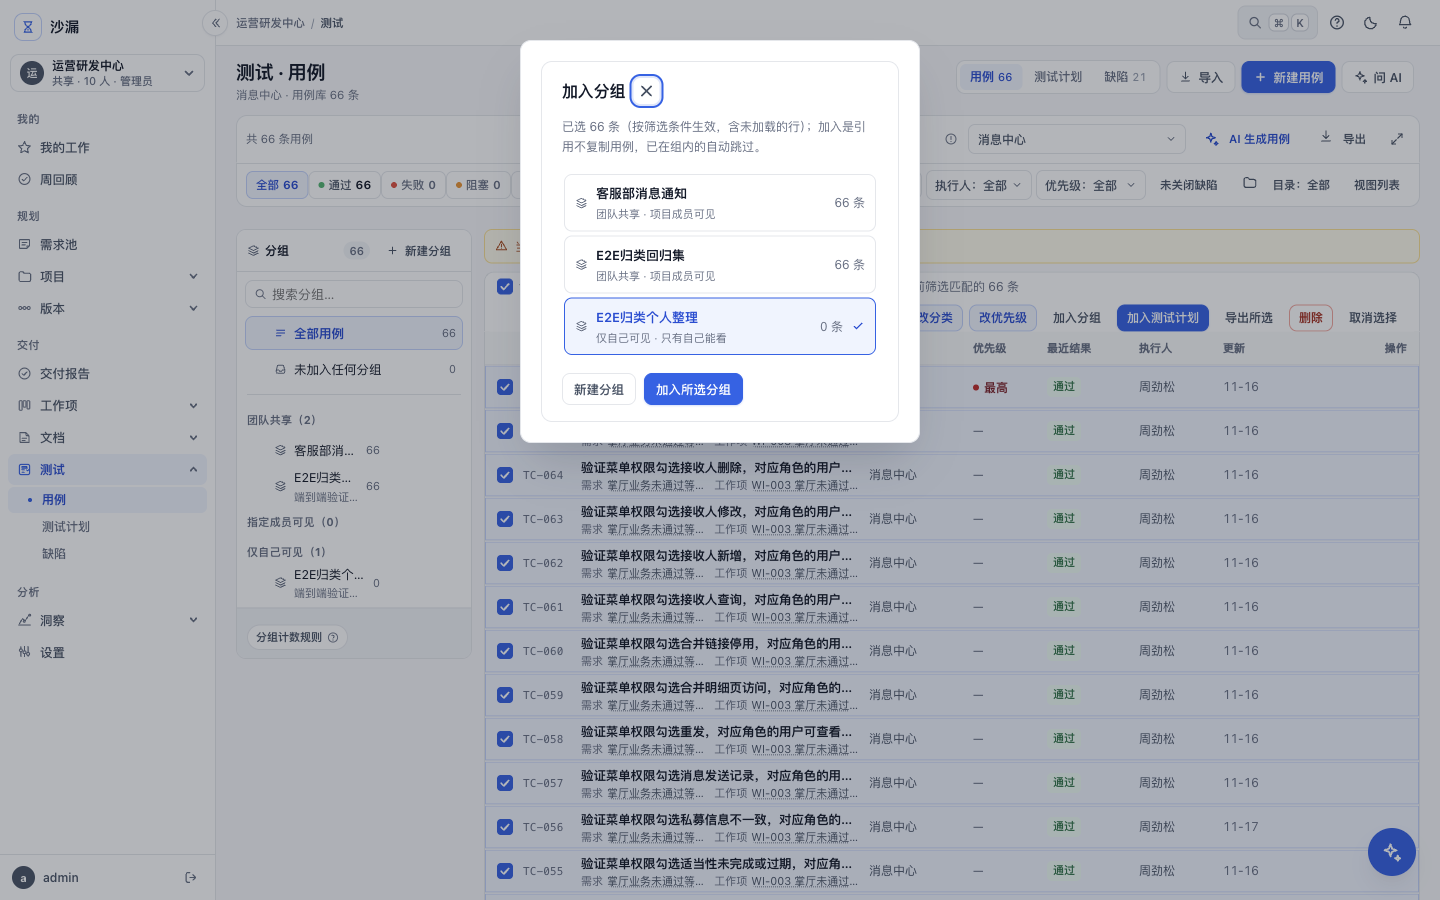 沙漏
运
运营研发中心
共享 · 10 人 · 管理员
我的
我的工作
周回顾
规划
需求池
项目
版本
交付
交付报告
工作项
文档
测试
用例
测试计划
缺陷
分析
洞察
设置
a
admin
运营研发中心 / 测试
⌘ K
测试 · 用例
消息中心 · 用例库 66 条
用例 66
测试计划
缺陷 21
导入
新建用例
问 AI
共 66 条用例
消息中心
AI 生成用例
导出
全部 66
通过 66
失败 0
阻塞 0
执行人：全部
优先级：全部
未关闭缺陷
目录：全部
视图列表
分组
66
新建分组
搜索分组...
全部用例 66
未加入任何分组 0
团队共享（2）
客服部消... 66
E2E归类... 66
端到端验证...
指定成员可见（0）
仅自己可见（1）
E2E归类个... 0
端到端验证...
分组计数规则
加入分组
已选 66 条（按筛选条件生效，含未加载的行）；加入是引
用不复制用例，已在组内的自动跳过。
客服部消息通知
团队共享 · 项目成员可见
66 条
E2E归类回归集
团队共享 · 项目成员可见
66 条
E2E归类个人整理
仅自己可见 · 只有自己能看
0 条
新建分组
加入所选分组
筛选匹配的 66 条
改分类
改优先级
加入分组
加入测试计划
导出所选
删除
取消选择
优先级 最近结果 执行人 更新 操作
最高 通过 周劲松 11-16
— 通过 周劲松 11-16
需求 掌厅业务未通过等... 工作项 WI-003 掌厅未通过...
TC-064 验证菜单权限勾选接收人删除，对应角色的用户... 消息中心 — 通过 周劲松 11-16
需求 掌厅业务未通过等... 工作项 WI-003 掌厅未通过...
TC-063 验证菜单权限勾选接收人修改，对应角色的用户... 消息中心 — 通过 周劲松 11-16
需求 掌厅业务未通过等... 工作项 WI-003 掌厅未通过...
TC-062 验证菜单权限勾选接收人新增，对应角色的用户... 消息中心 — 通过 周劲松 11-16
需求 掌厅业务未通过等... 工作项 WI-003 掌厅未通过...
TC-061 验证菜单权限勾选接收人查询，对应角色的用户... 消息中心 — 通过 周劲松 11-16
需求 掌厅业务未通过等... 工作项 WI-003 掌厅未通过...
TC-060 验证菜单权限勾选合并链接停用，对应角色的用... 消息中心 — 通过 周劲松 11-16
需求 掌厅业务未通过等... 工作项 WI-003 掌厅未通过...
TC-059 验证菜单权限勾选合并明细页访问，对应角色的... 消息中心 — 通过 周劲松 11-16
需求 掌厅业务未通过等... 工作项 WI-003 掌厅未通过...
TC-058 验证菜单权限勾选重发，对应角色的用户可查看... 消息中心 — 通过 周劲松 11-16
需求 掌厅业务未通过等... 工作项 WI-003 掌厅未通过...
TC-057 验证菜单权限勾选消息发送记录，对应角色的用... 消息中心 — 通过 周劲松 11-16
需求 掌厅业务未通过等... 工作项 WI-003 掌厅未通过...
TC-056 验证菜单权限勾选私募信息不一致，对应角色的... 消息中心 — 通过 周劲松 11-17
需求 掌厅业务未通过等... 工作项 WI-003 掌厅未通过...
TC-055 验证菜单权限勾选适当性未完成或过期，对应角... 消息中心 — 通过 周劲松 11-16
需求 掌厅业务未通过等... 工作项 WI-003 掌厅未通过...